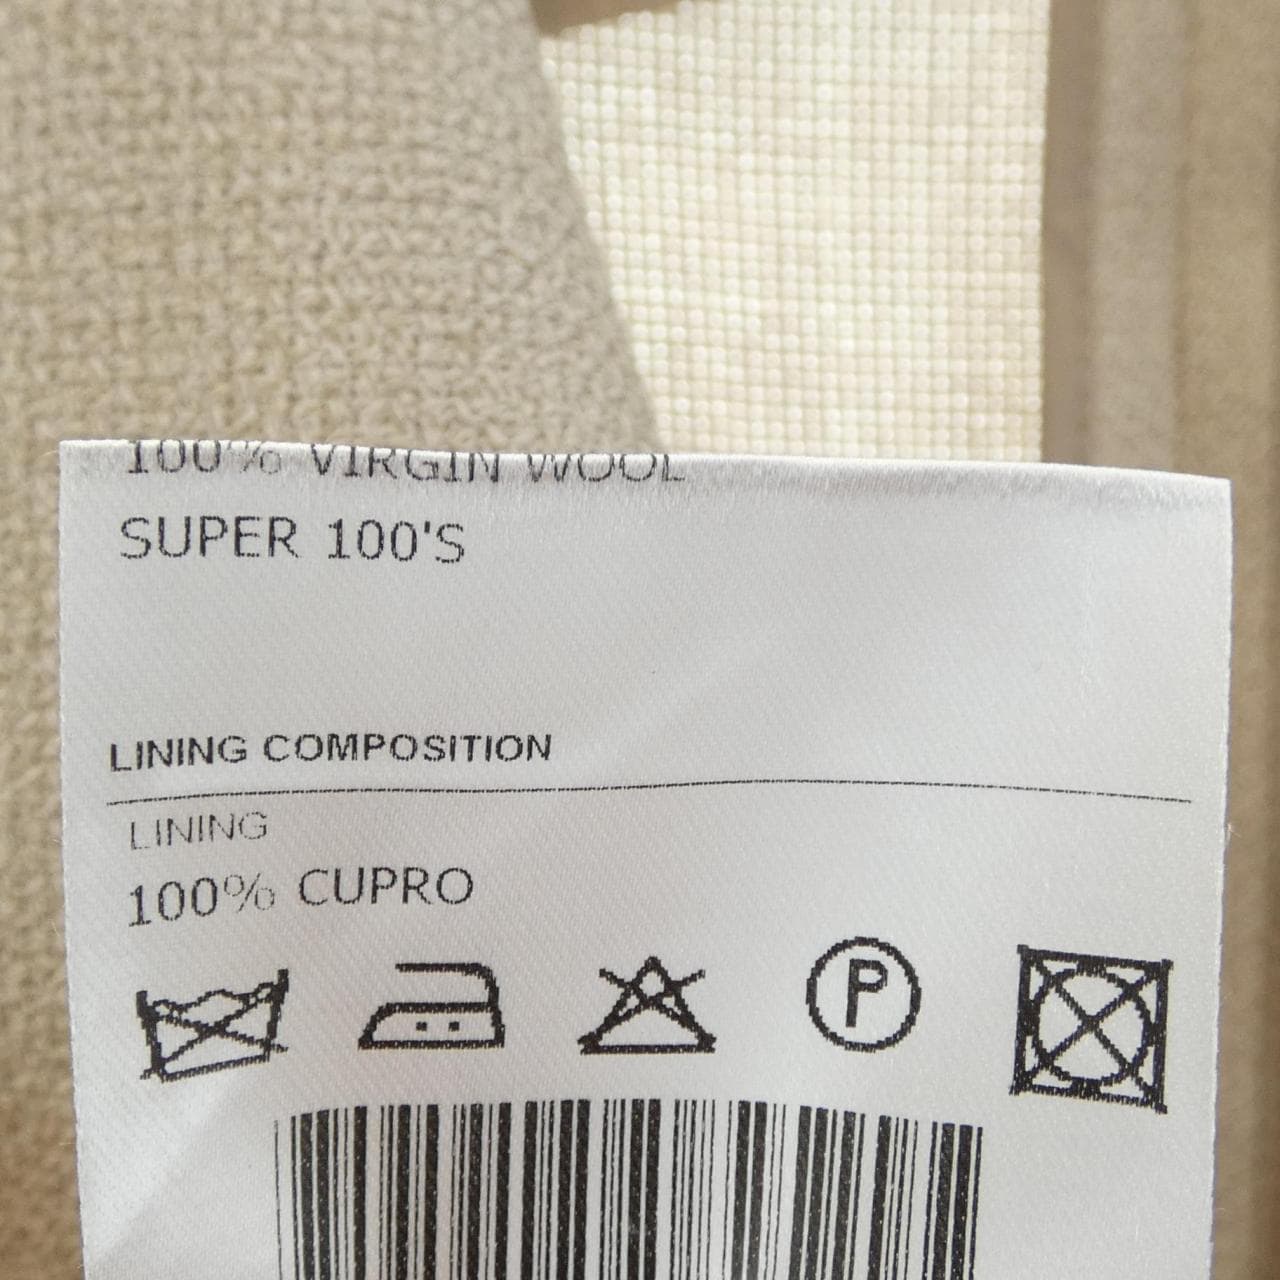 100% VIRGIN WOOL
SUPER 100'S
LINING COMPOSITION
LINING
100% CUPRO
P